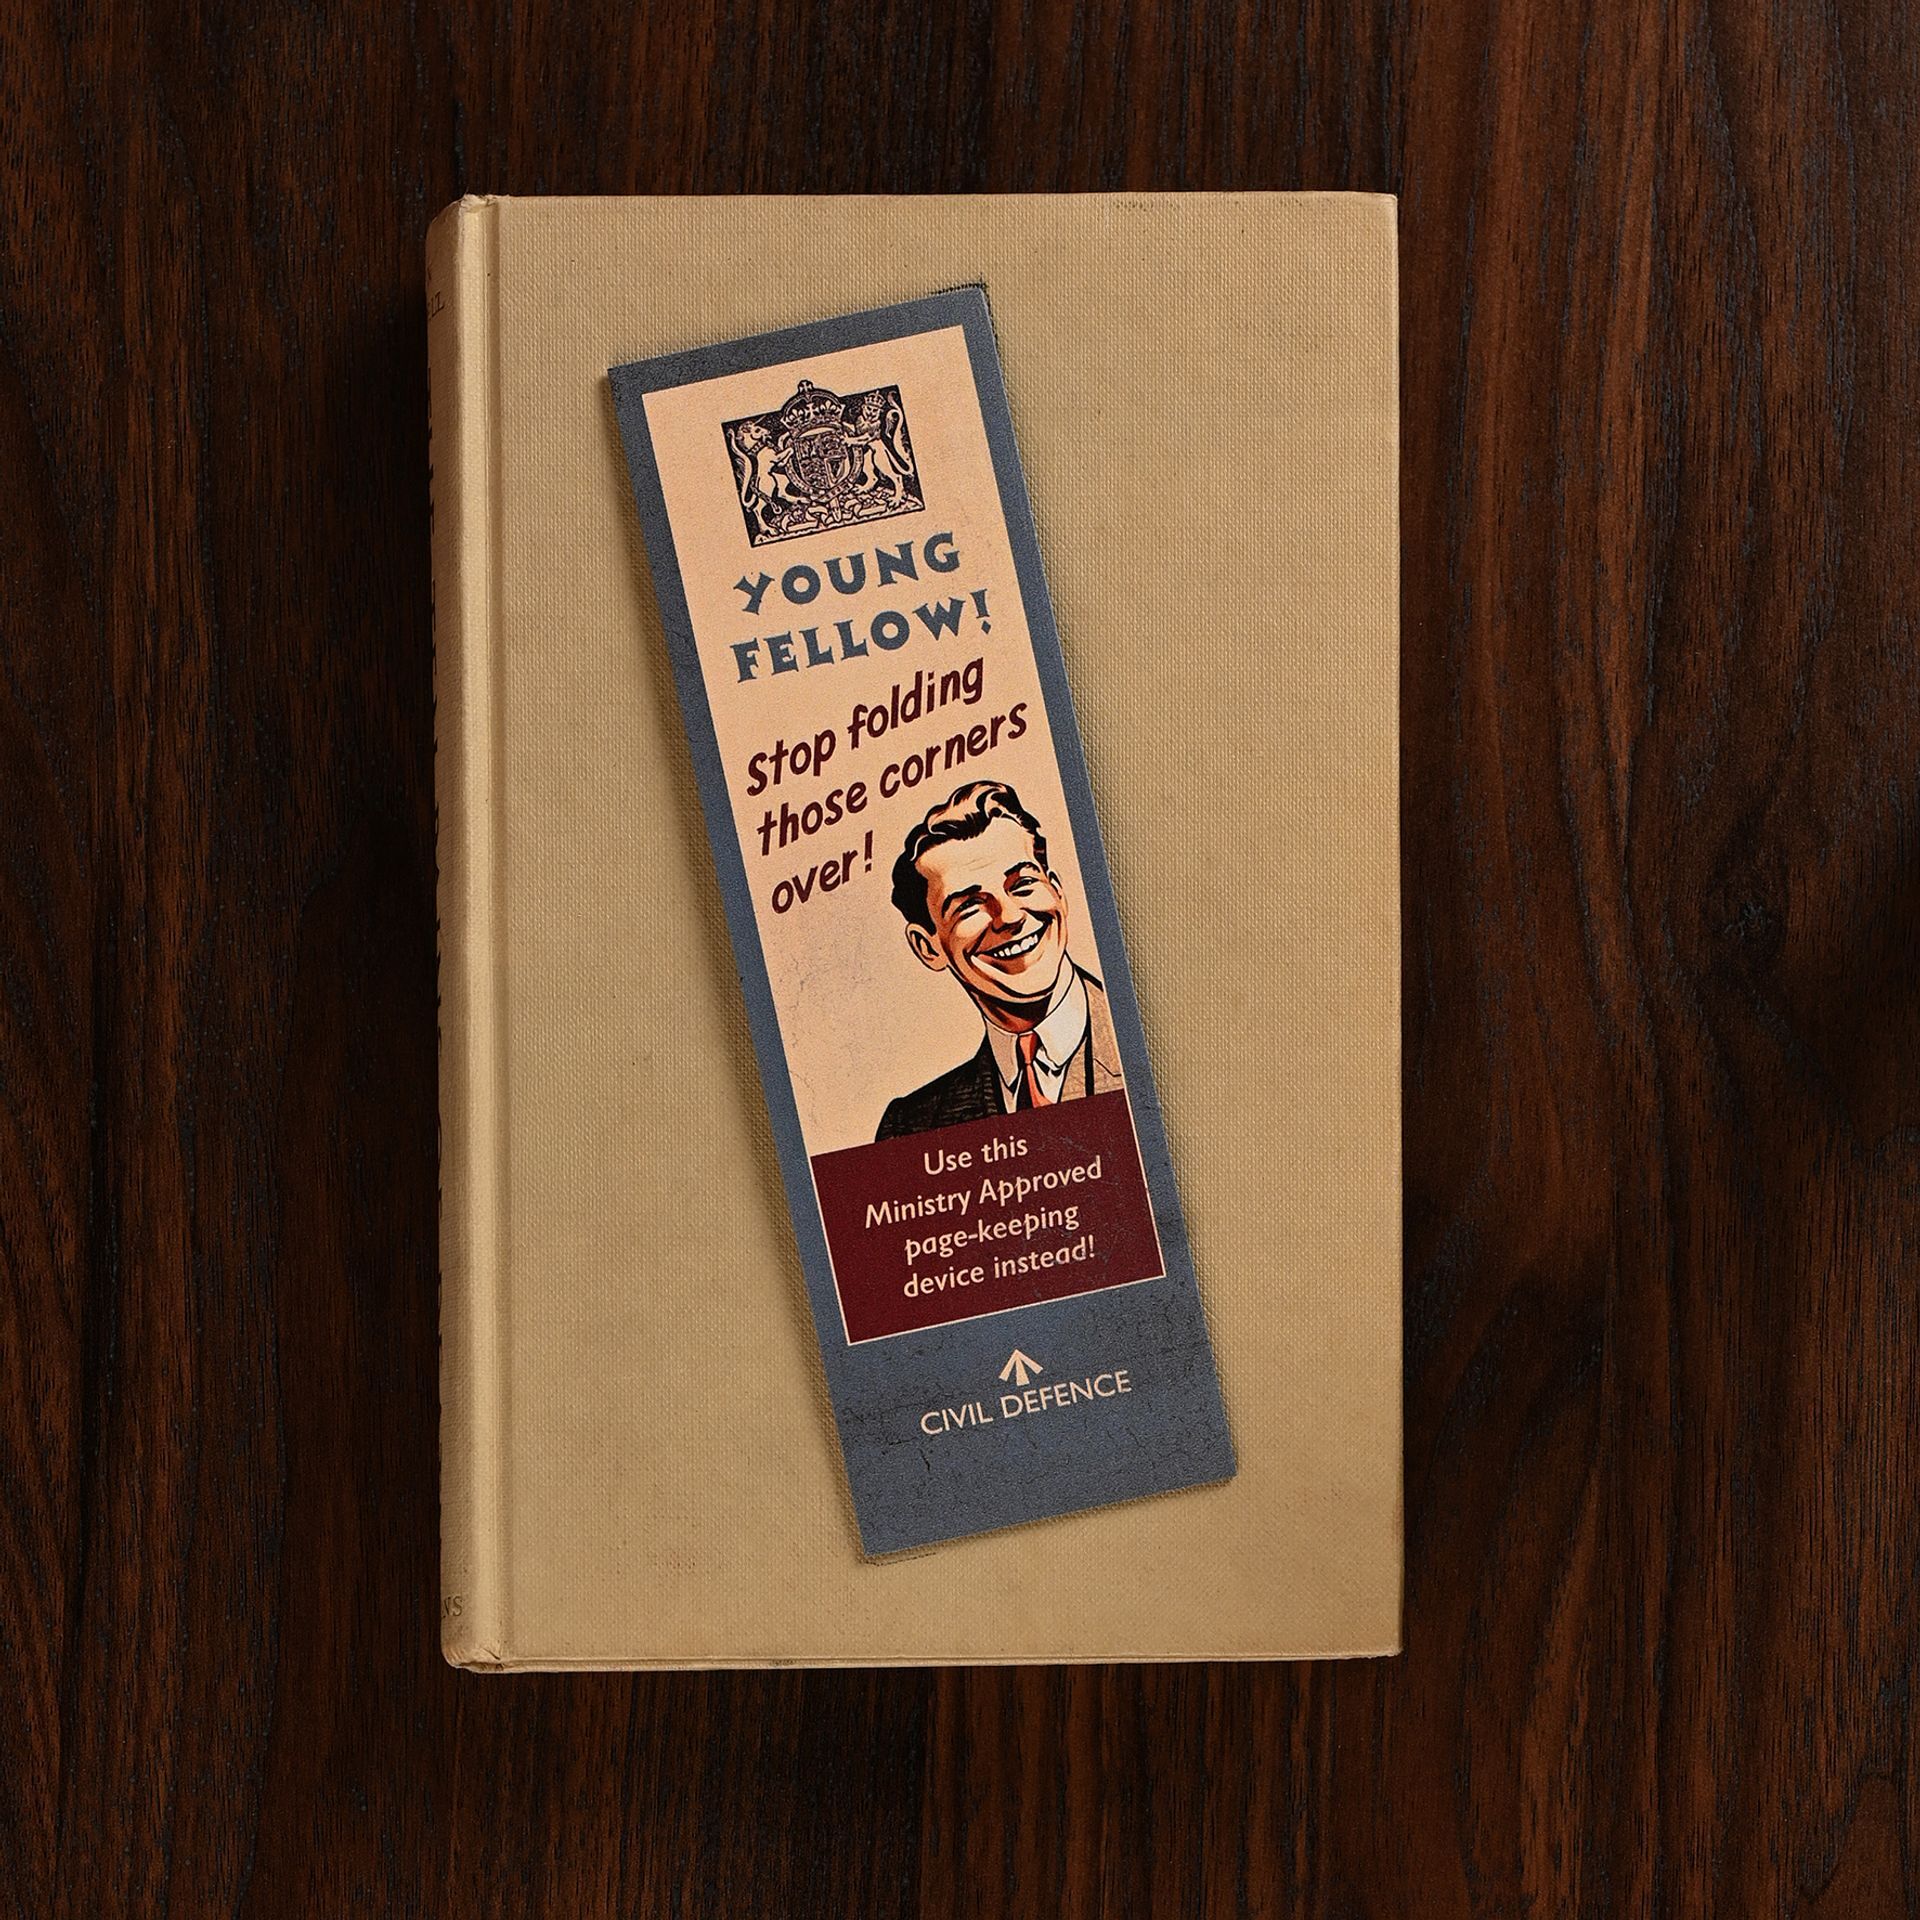 YOUNG
FELLOW!
Stop folding
those corners
over!
Use this
Ministry Approved
page-keeping
device instead!
CIVIL DEFENCE